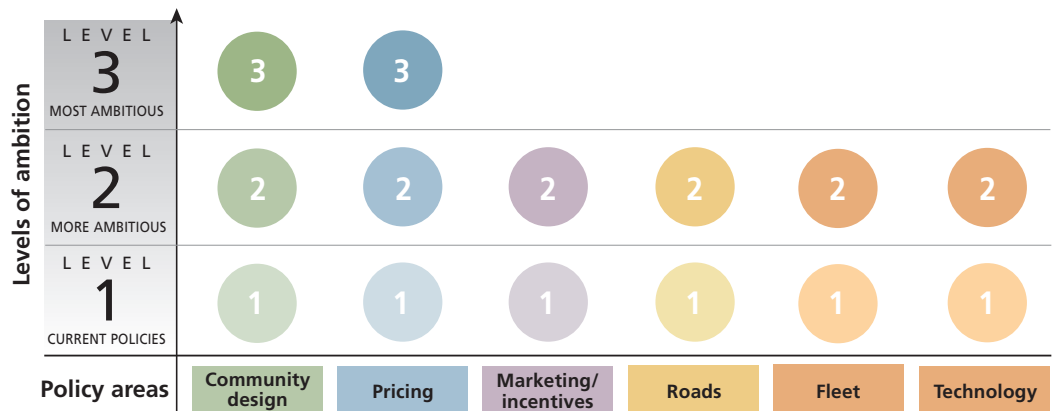 Levels of ambition
LEVEL
3
MOST AMBITIOUS
3 3
LEVEL
2
MORE AMBITIOUS
2 2 2 2 2 2
LEVEL
1
CURRENT POLICIES
1 1 1 1 1 1
Policy areas
Community
design
Pricing
Marketing/
incentives
Roads
Fleet
Technology